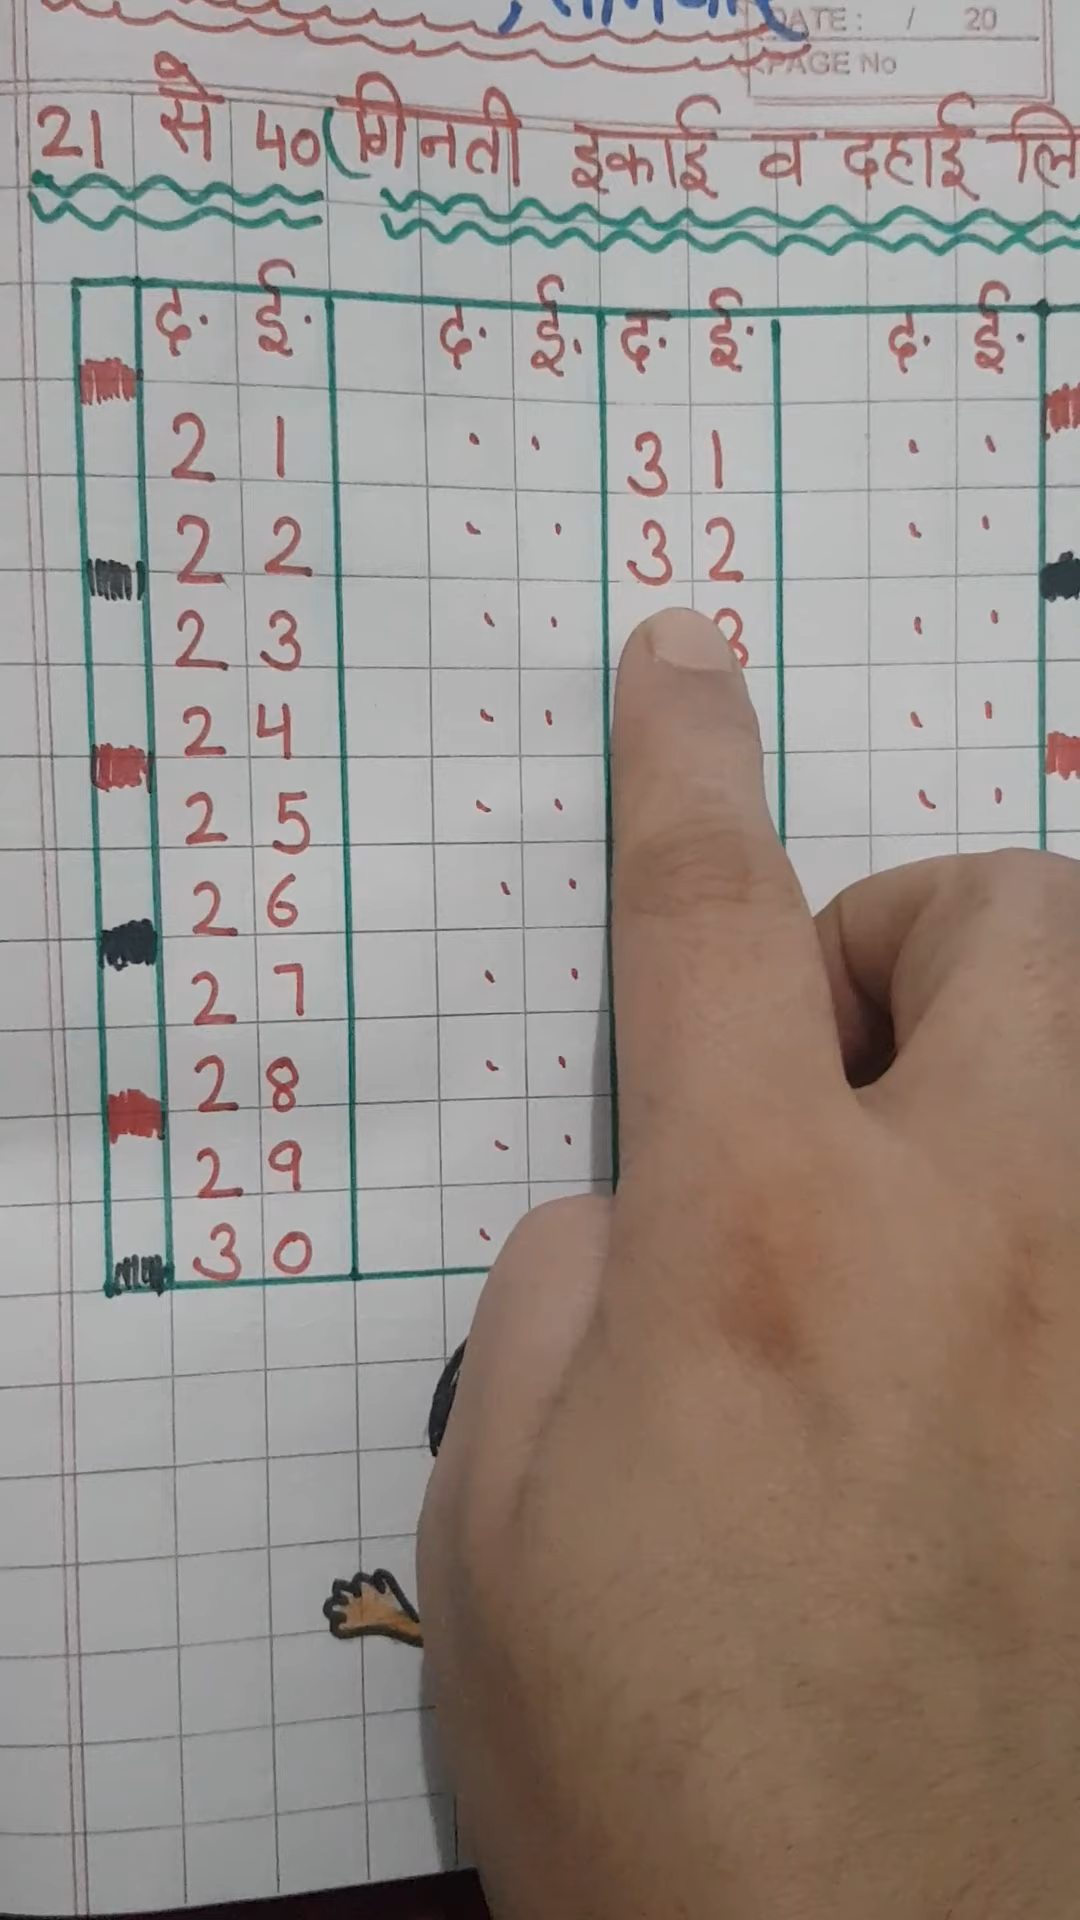 DATE: / 20
PAGE No
21 से 40 (गिनती इकाई व दहाई लि
द. ई. द. ई. द. ई. द. ई.
2 1 . . 3 1 . .
2 2 . . 3 2 . .
2 3 . . 3 . .
2 4 . . . .
2 5 . . . .
2 6 . .
2 7 . .
2 8 . .
2 9 . .
3 0 .